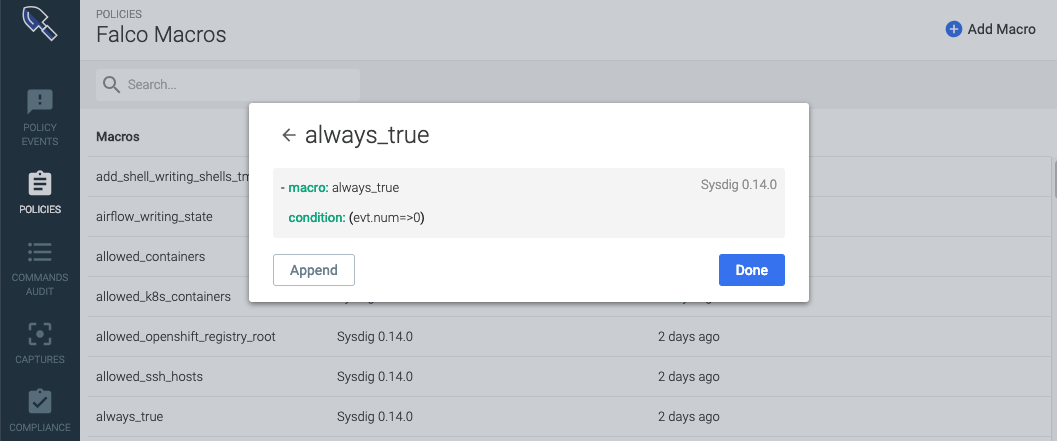 POLICIES
Falco Macros
Add Macro
Search...
POLICY
EVENTS
POLICIES
COMMANDS
AUDIT
CAPTURES
COMPLIANCE
Macros
add_shell_writing_shells_tm
airflow_writing_state
allowed_containers
allowed_k8s_containers
allowed_openshift_registry_root Sysdig 0.14.0 2 days ago
allowed_ssh_hosts Sysdig 0.14.0 2 days ago
always_true Sysdig 0.14.0 2 days ago
← always_true
- macro: always_true Sysdig 0.14.0
condition: (evt.num=>0)
Append Done